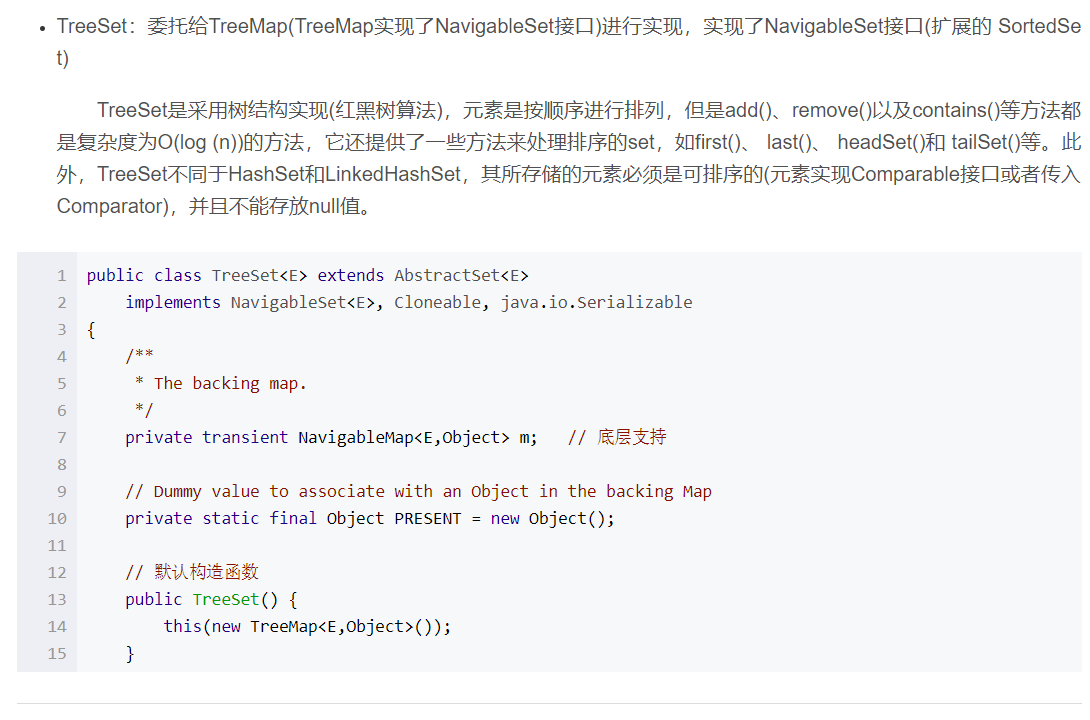 • TreeSet：委托给TreeMap(TreeMap实现了NavigableSet接口)进行实现，实现了NavigableSet接口(扩展的 SortedSe
t)
TreeSet是采用树结构实现(红黑树算法)，元素是按顺序进行排列，但是add()、remove()以及contains()等方法都
是复杂度为O(log (n))的方法，它还提供了一些方法来处理排序的set，如first()、 last()、 headSet()和 tailSet()等。此
外，TreeSet不同于HashSet和LinkedHashSet，其所存储的元素必须是可排序的(元素实现Comparable接口或者传入
Comparator)，并且不能存放null值。
1 public class TreeSet<E> extends AbstractSet<E>
2     implements NavigableSet<E>, Cloneable, java.io.Serializable
3 {
4     /**
5      * The backing map.
6      */
7     private transient NavigableMap<E,Object> m;   // 底层支持
8
9     // Dummy value to associate with an Object in the backing Map
10     private static final Object PRESENT = new Object();
11
12     // 默认构造函数
13     public TreeSet() {
14         this(new TreeMap<E,Object>());
15     }